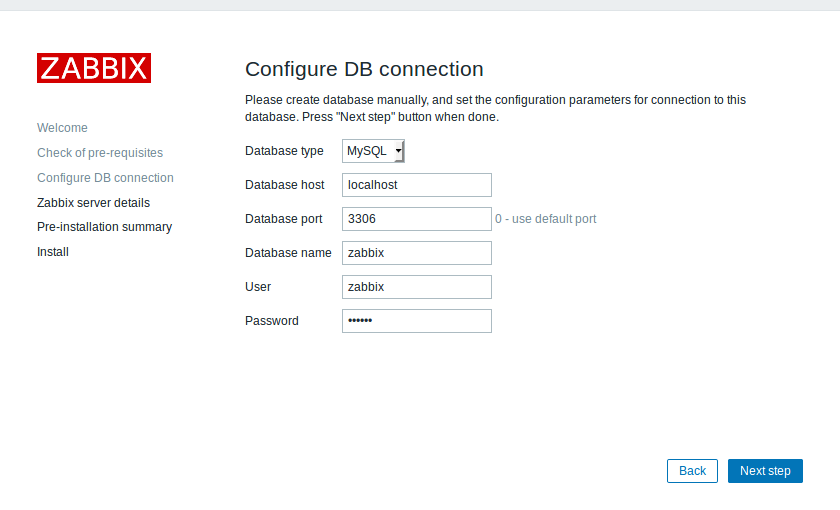 ZABBIX
Welcome
Check of pre-requisites
Configure DB connection
Zabbix server details
Pre-installation summary
Install
Configure DB connection
Please create database manually, and set the configuration parameters for connection to this
database. Press "Next step" button when done.
Database type MySQL
Database host localhost
Database port 3306 0 - use default port
Database name zabbix
User zabbix
Password ••••••
Back Next step